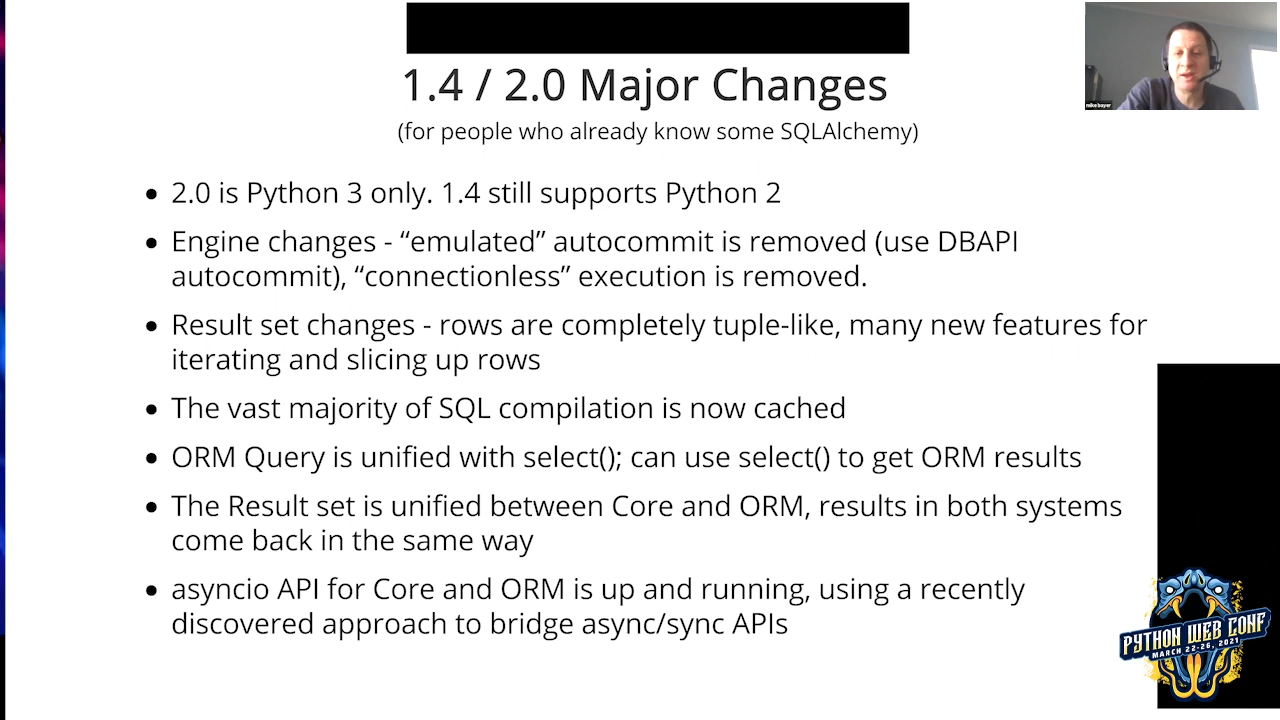 1.4 / 2.0 Major Changes
(for people who already know some SQLAlchemy)
mike bayer
• 2.0 is Python 3 only. 1.4 still supports Python 2
• Engine changes - “emulated” autocommit is removed (use DBAPI
autocommit), “connectionless” execution is removed.
• Result set changes - rows are completely tuple-like, many new features for
iterating and slicing up rows
• The vast majority of SQL compilation is now cached
• ORM Query is unified with select(); can use select() to get ORM results
• The Result set is unified between Core and ORM, results in both systems
come back in the same way
• asyncio API for Core and ORM is up and running, using a recently
discovered approach to bridge async/sync APIs
PYTHON WEB CONF
MARCH 22-26, 2021